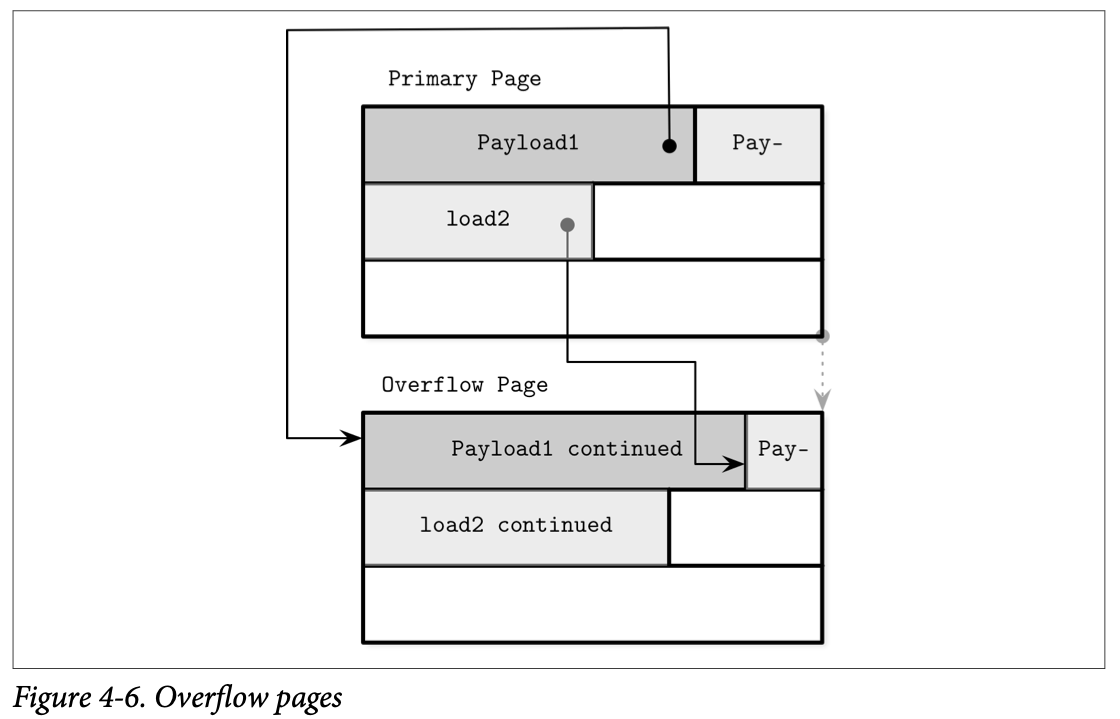 Primary Page
Payload1 Pay-
load2
Overflow Page
Payload1 continued Pay-
load2 continued
Figure 4-6. Overflow pages